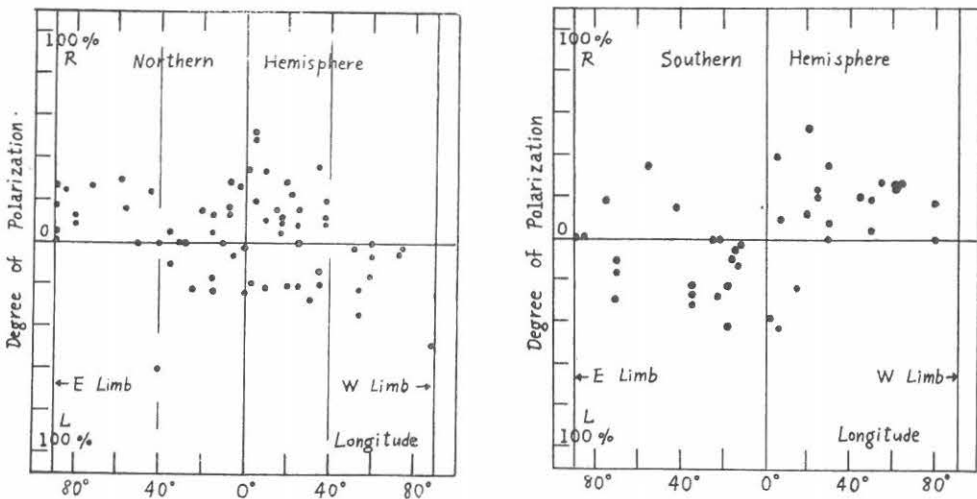 100%
R
Northern Hemisphere
Degree of Polarization
0
← E Limb
W Limb →
L
100%
Longitude
80° 40° 0° 40° 80°
100%
R
Southern Hemisphere
Degree of Polarization
0
← E Limb
W Limb →
L
100%
Longitude
80° 40° 0° 40° 80°